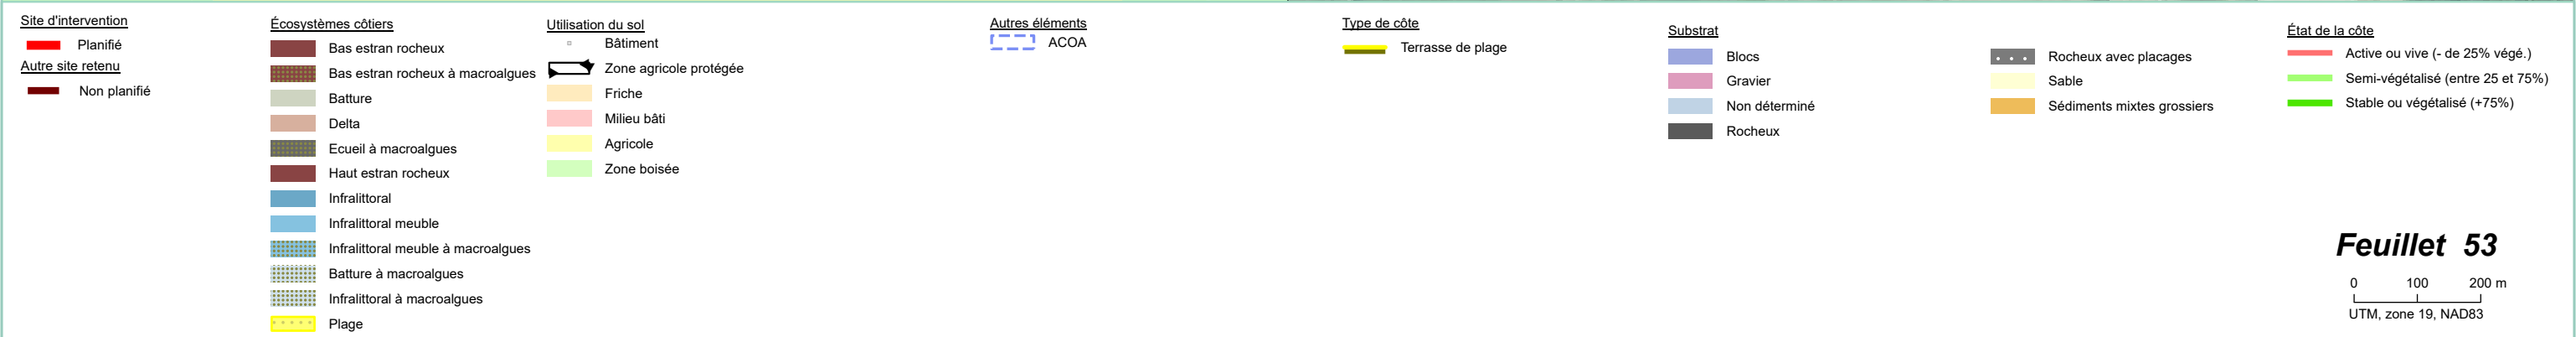 Site d'intervention
Planifié
Autre site retenu
Non planifié
Écosystèmes côtiers
Bas estran rocheux
Bas estran rocheux à macroalgues
Batture
Delta
Ecueil à macroalgues
Haut estran rocheux
Infralittoral
Infralittoral meuble
Infralittoral meuble à macroalgues
Batture à macroalgues
Infralittoral à macroalgues
Plage
Utilisation du sol
Bâtiment
Zone agricole protégée
Friche
Milieu bâti
Agricole
Zone boisée
Autres éléments
ACOA
Type de côte
Terrasse de plage
Substrat
Blocs
Gravier
Non déterminé
Rocheux
Rocheux avec placages
Sable
Sédiments mixtes grossiers
État de la côte
Active ou vive (- de 25% végé.)
Semi-végétalisé (entre 25 et 75%)
Stable ou végétalisé (+75%)
Feuillet 53
0 100 200 m
UTM, zone 19, NAD83